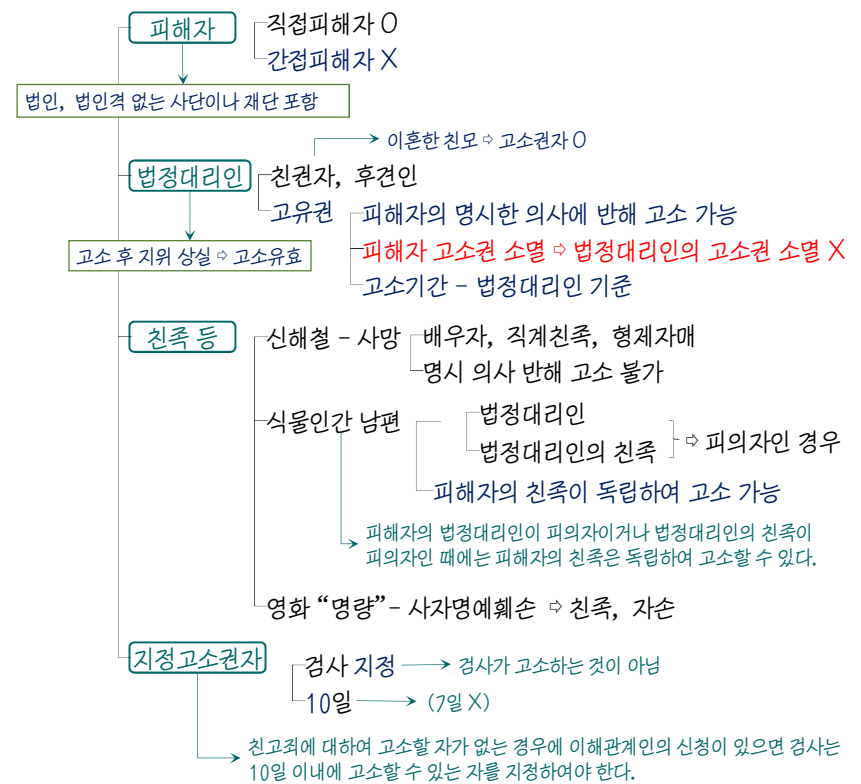 피해자
직접피해자 O
간접피해자 X
법인, 법인격 없는 사단이나 재단 포함
이혼한 친모 ⇨ 고소권자 O
법정대리인
친권자, 후견인
고유권
피해자의 명시한 의사에 반해 고소 가능
피해자 고소권 소멸 ⇨ 법정대리인의 고소권 소멸 X
고소기간 – 법정대리인 기준
고소 후 지위 상실 ⇨ 고소유효
친족 등
신해철 – 사망
배우자, 직계친족, 형제자매
명시 의사 반해 고소 불가
식물인간 남편
법정대리인
법정대리인의 친족
⇨ 피의자인 경우
피해자의 친족이 독립하여 고소 가능
피해자의 법정대리인이 피의자이거나 법정대리인의 친족이
피의자인 때에는 피해자의 친족은 독립하여 고소할 수 있다.
영화 “명량” – 사자명예훼손 ⇨ 친족, 자손
지정고소권자
검사 지정
검사가 고소하는 것이 아님
10일
(7일 X)
친고죄에 대하여 고소할 자가 없는 경우에 이해관계인의 신청이 있으면 검사는
10일 이내에 고소할 수 있는 자를 지정하여야 한다.